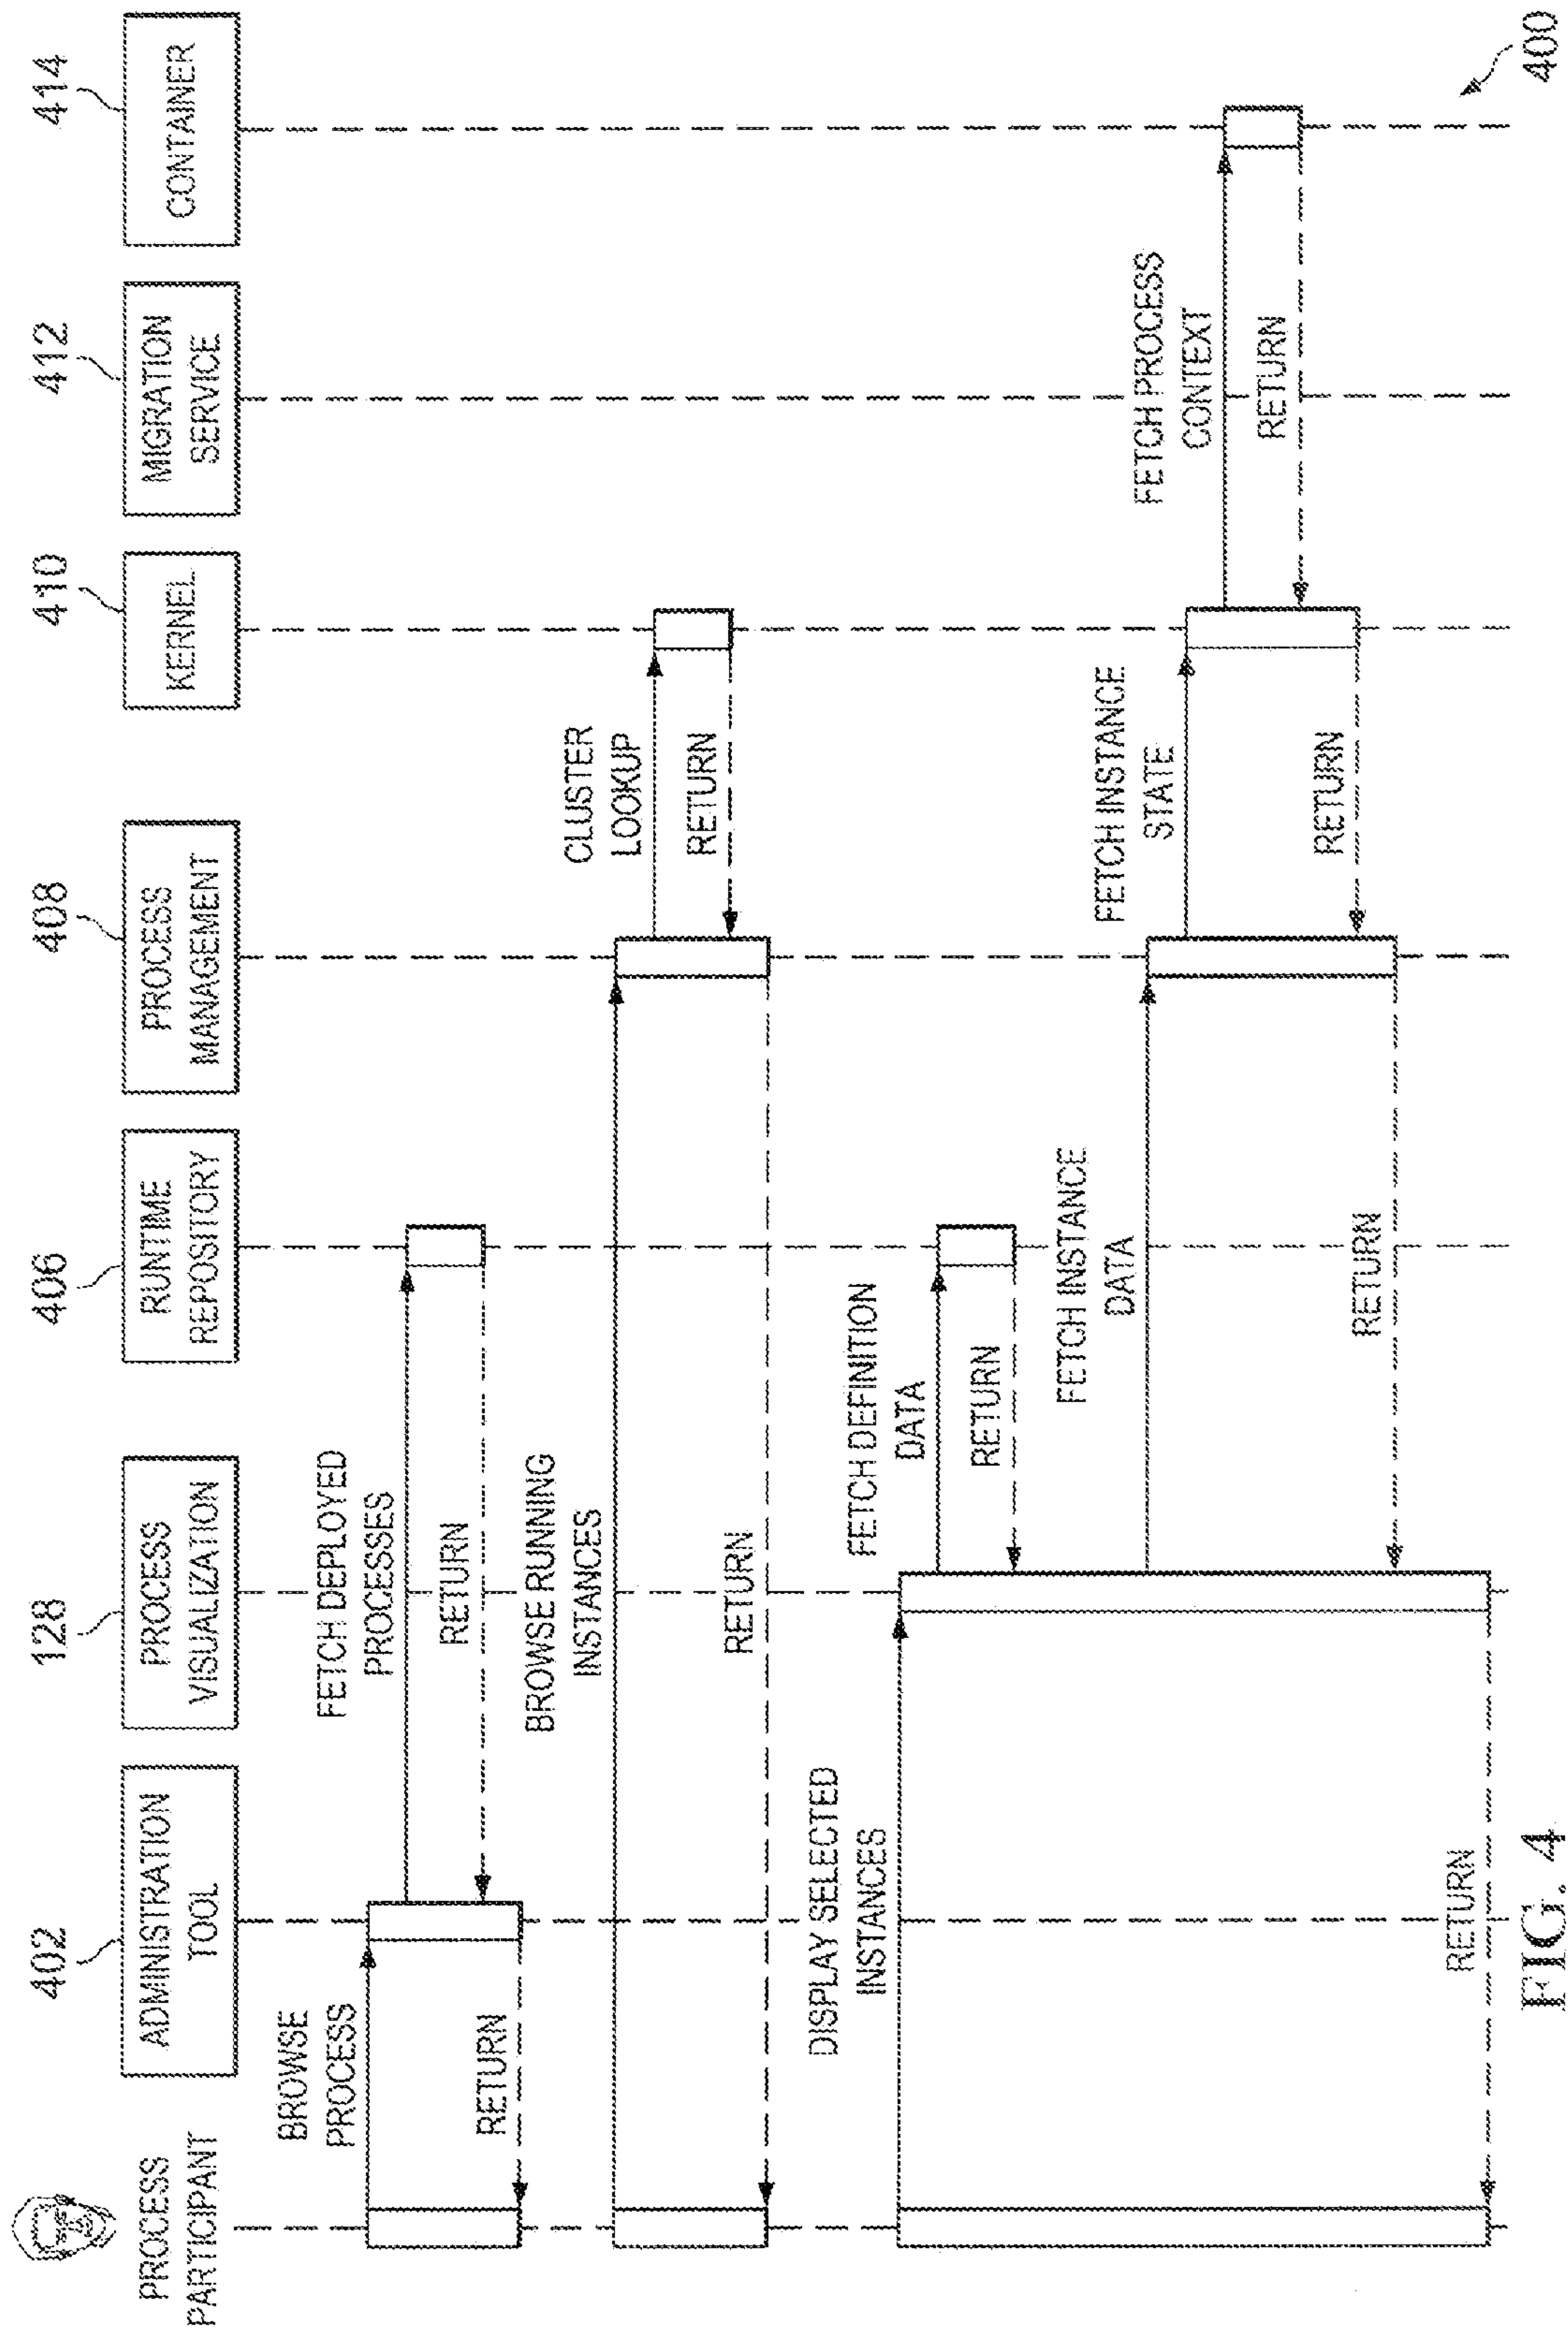 PROCESS
PARTICIPANT
402
ADMINISTRATION
TOOL
128
PROCESS
VISUALIZATION
406
RUNTIME
REPOSITORY
408
PROCESS
MANAGEMENT
410
KERNEL
412
MIGRATION
SERVICE
414
CONTAINER
BROWSE
PROCESS
FETCH DEPLOYED
PROCESSES
RETURN
RETURN
BROWSE RUNNING
INSTANCES
CLUSTER
LOOKUP
RETURN
RETURN
DISPLAY SELECTED
INSTANCES
FETCH DEFINITION
DATA
RETURN
FETCH INSTANCE
DATA
FETCH INSTANCE
STATE
FETCH PROCESS
CONTEXT
RETURN
RETURN
RETURN
RETURN
400
FIG. 4